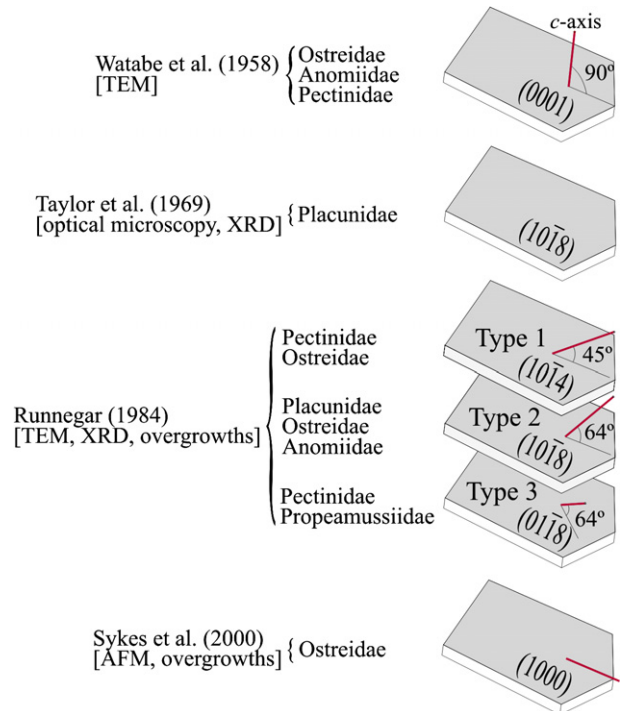 c-axis
Watabe et al. (1958)
[TEM]
Ostreidae
Anomiidae
Pectinidae
90º
(0001)
Taylor et al. (1969)
[optical microscopy, XRD]
Placunidae
(101̅8)
Runnegar (1984)
[TEM, XRD, overgrowths]
Pectinidae
Ostreidae
Type 1
45º
(101̅4)
Placunidae
Ostreidae
Anomiidae
Type 2
64º
(101̅8)
Pectinidae
Propeamussiidae
Type 3
64º
(011̅8)
Sykes et al. (2000)
[AFM, overgrowths]
Ostreidae
(1000)